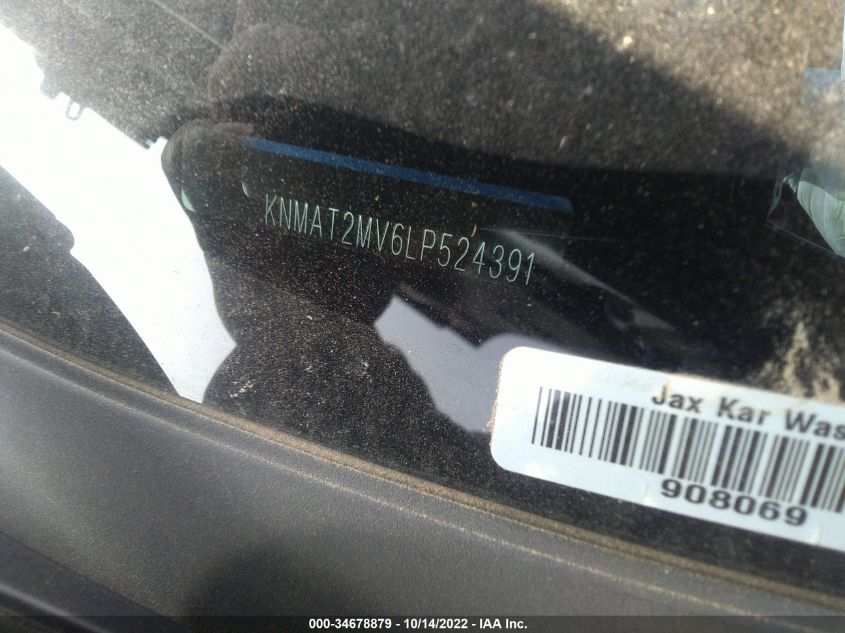 KNMAT2MV6LP524391
Jax Kar Was
908069
000-34678879 / 10/14/2022 - IAA Inc.